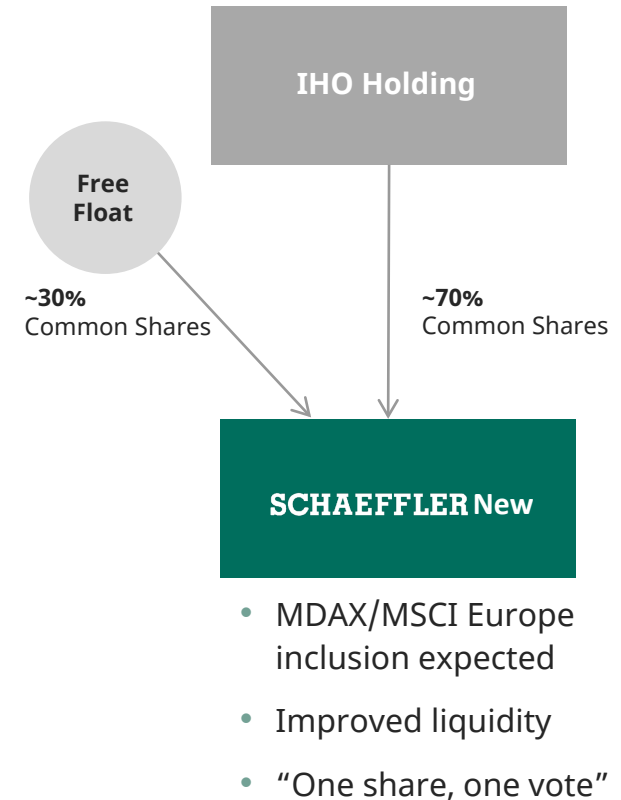 IHO Holding
Free
Float
~30%
Common Shares
~70%
Common Shares
SCHAEFFLER New
• MDAX/MSCI Europe
inclusion expected
• Improved liquidity
• “One share, one vote”